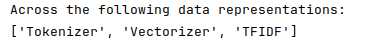 Across the following data representations:
['Tokenizer', 'Vectorizer', 'TFIDF']